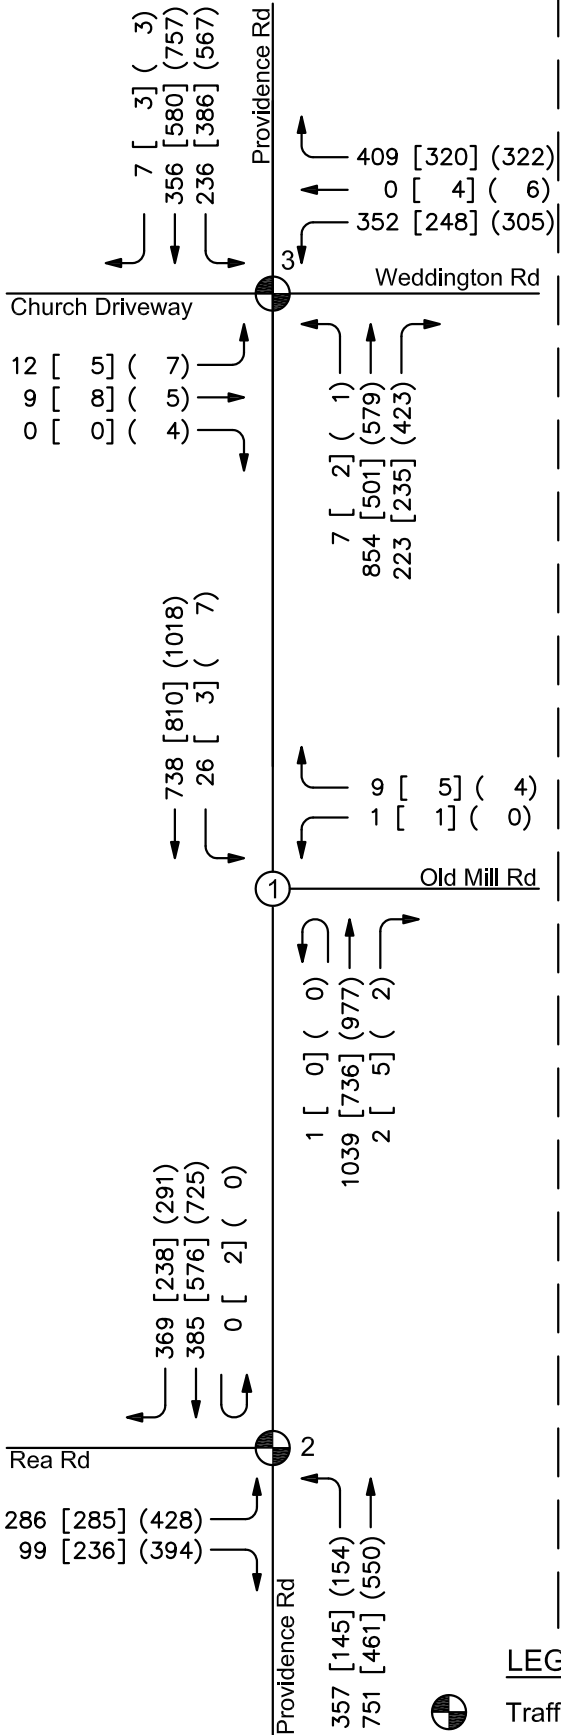 7 [ 3] ( 3)
356 [580] (757)
236 [386] (567)
Providence Rd
409 [320] (322)
0 [ 4] ( 6)
352 [248] (305)
3
Weddington Rd
Church Driveway
12 [ 5] ( 7)
9 [ 8] ( 5)
0 [ 0] ( 4)
7 [ 2] ( 1)
854 [501] (579)
223 [235] (423)
738 [810] (1018)
26 [ 3] ( 7)
9 [ 5] ( 4)
1 [ 1] ( 0)
Old Mill Rd
1
1 [ 0] ( 0)
1039 [736] (977)
2 [ 5] ( 2)
369 [238] (291)
385 [576] (725)
0 [ 2] ( 0)
2
Rea Rd
286 [285] (428)
99 [236] (394)
Providence Rd
357 [145] (154)
751 [461] (550)
LEG
Traff